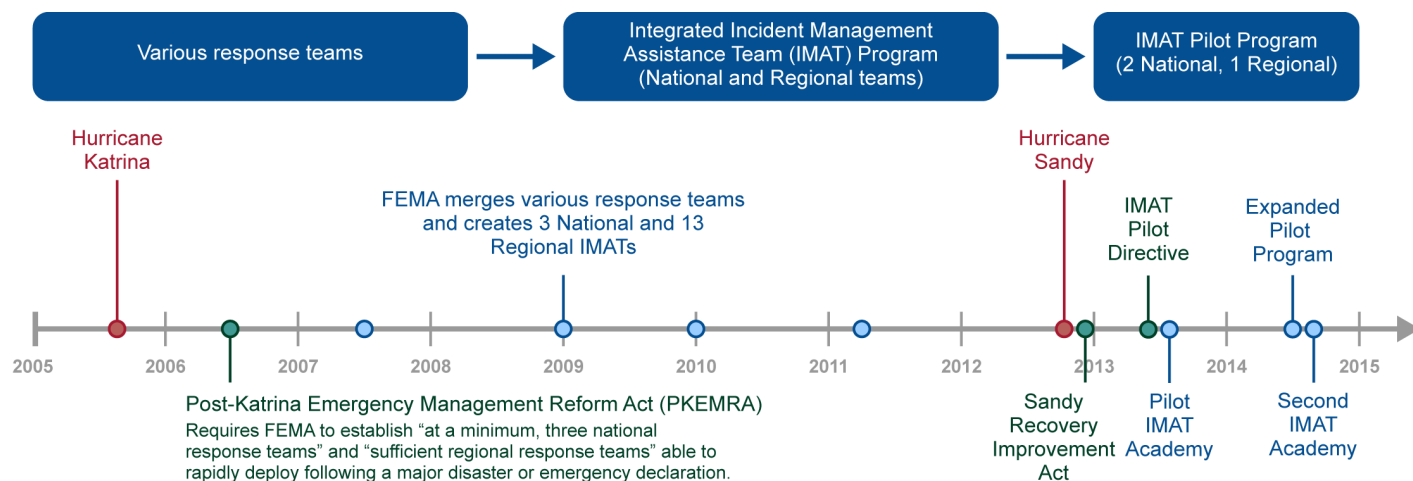 Various response teams
Integrated Incident Management
Assistance Team (IMAT) Program
(National and Regional teams)
IMAT Pilot Program
(2 National, 1 Regional)
Hurricane
Katrina
FEMA merges various response teams
and creates 3 National and 13
Regional IMATs
Hurricane
Sandy
IMAT
Pilot
Directive
Expanded
Pilot
Program
2005
2006
2007
2008
2009
2010
2011
2012
2013
2014
2015
Post-Katrina Emergency Management Reform Act (PKEMRA)
Requires FEMA to establish “at a minimum, three national
response teams” and “sufficient regional response teams” able to
rapidly deploy following a major disaster or emergency declaration.
Sandy
Recovery
Improvement
Act
Pilot
IMAT
Academy
Second
IMAT
Academy